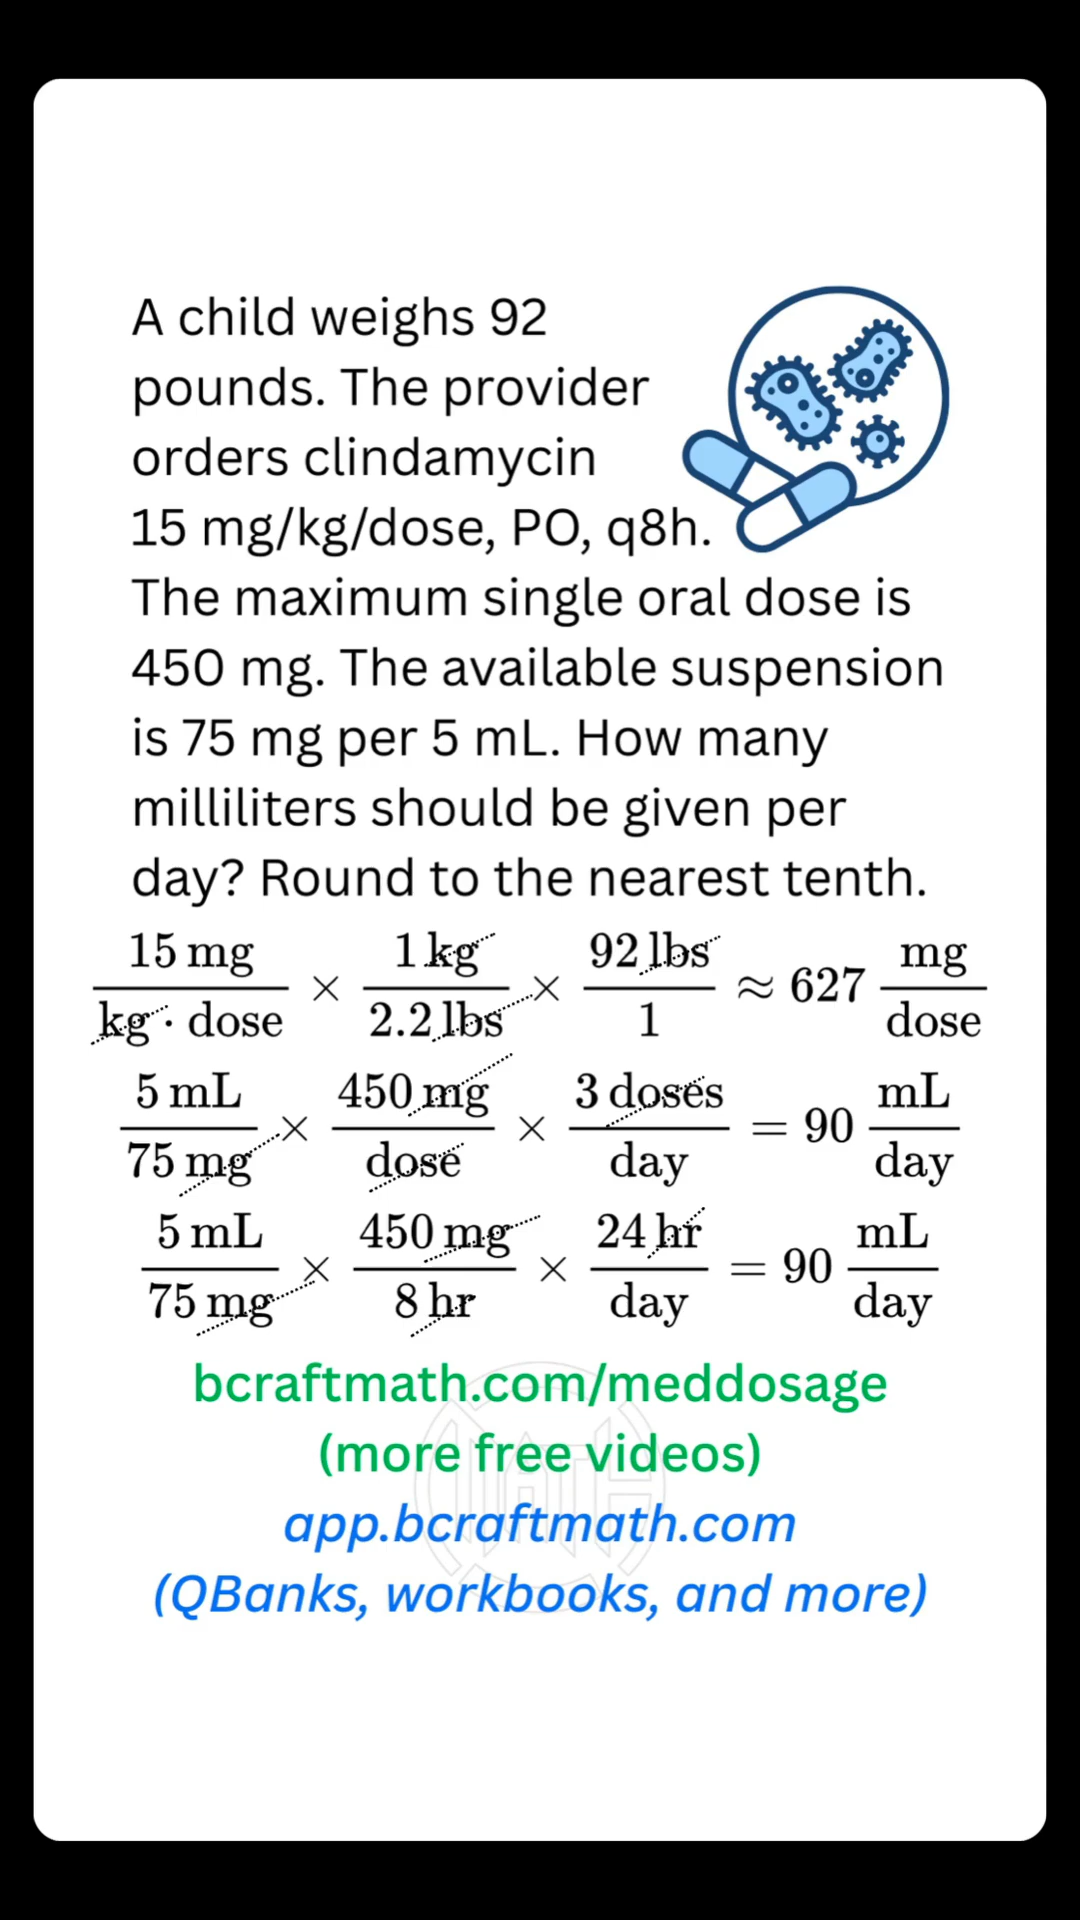 A child weighs 92
pounds. The provider
orders clindamycin
15 mg/kg/dose, PO, q8h.
The maximum single oral dose is
450 mg. The available suspension
is 75 mg per 5 mL. How many
milliliters should be given per
day? Round to the nearest tenth.
15 mg / kg · dose × 1 kg / 2.2 lbs × 92 lbs / 1 ≈ 627 mg / dose
5 mL / 75 mg × 450 mg / dose × 3 doses / day = 90 mL / day
5 mL / 75 mg × 450 mg / 8 hr × 24 hr / day = 90 mL / day
bcraftmath.com/meddosage
(more free videos)
app.bcraftmath.com
(QBanks, workbooks, and more)